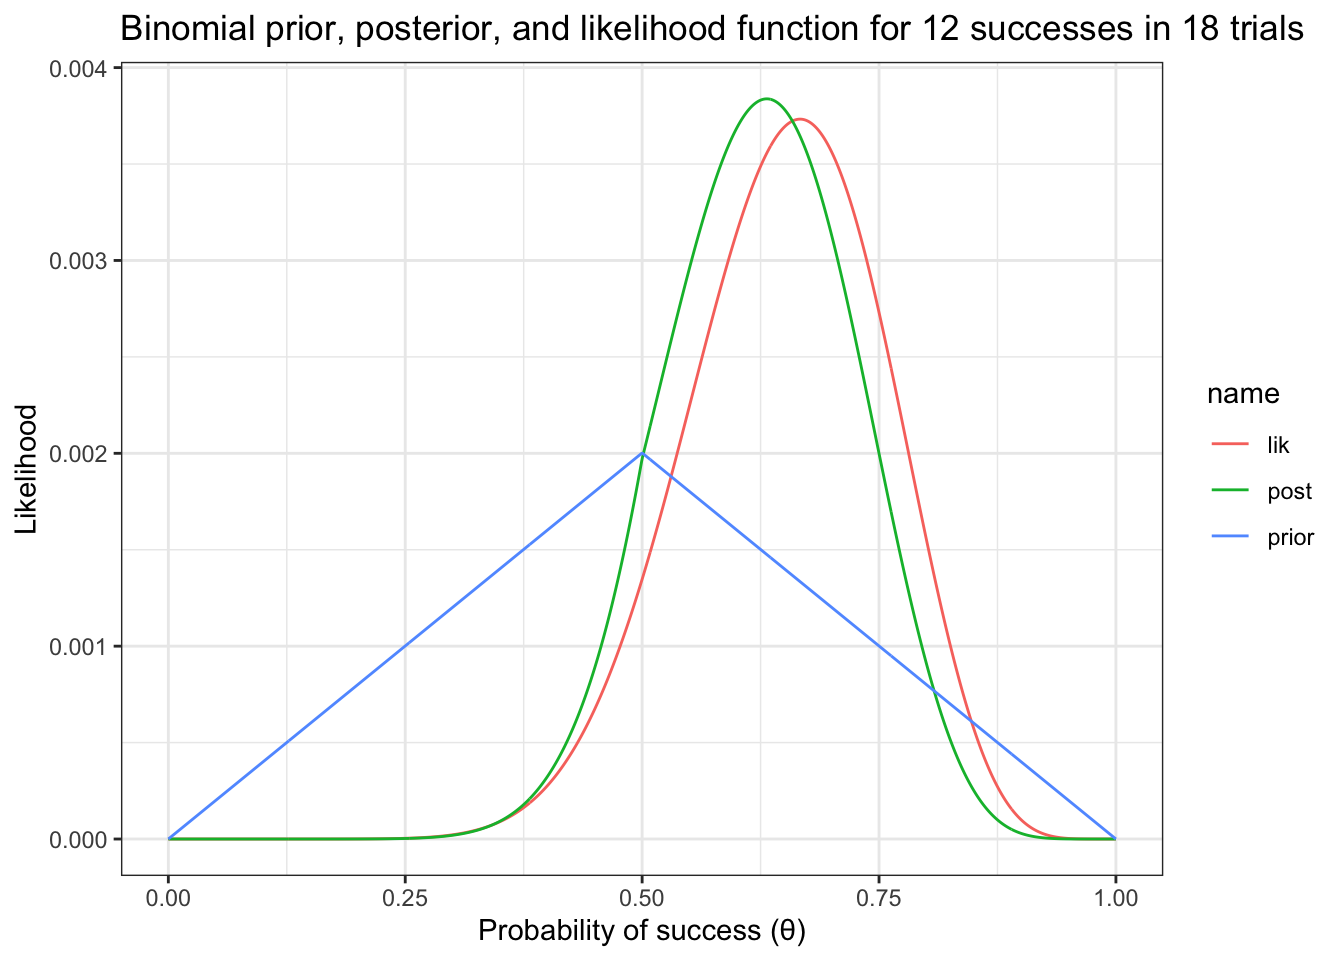 Binomial prior, posterior, and likelihood function for 12 successes in 18 trials
0.004
0.003
0.002
0.001
0.000
Likelihood
0.00 0.25 0.50 0.75 1.00
Probability of success (θ)
name
lik
post
prior